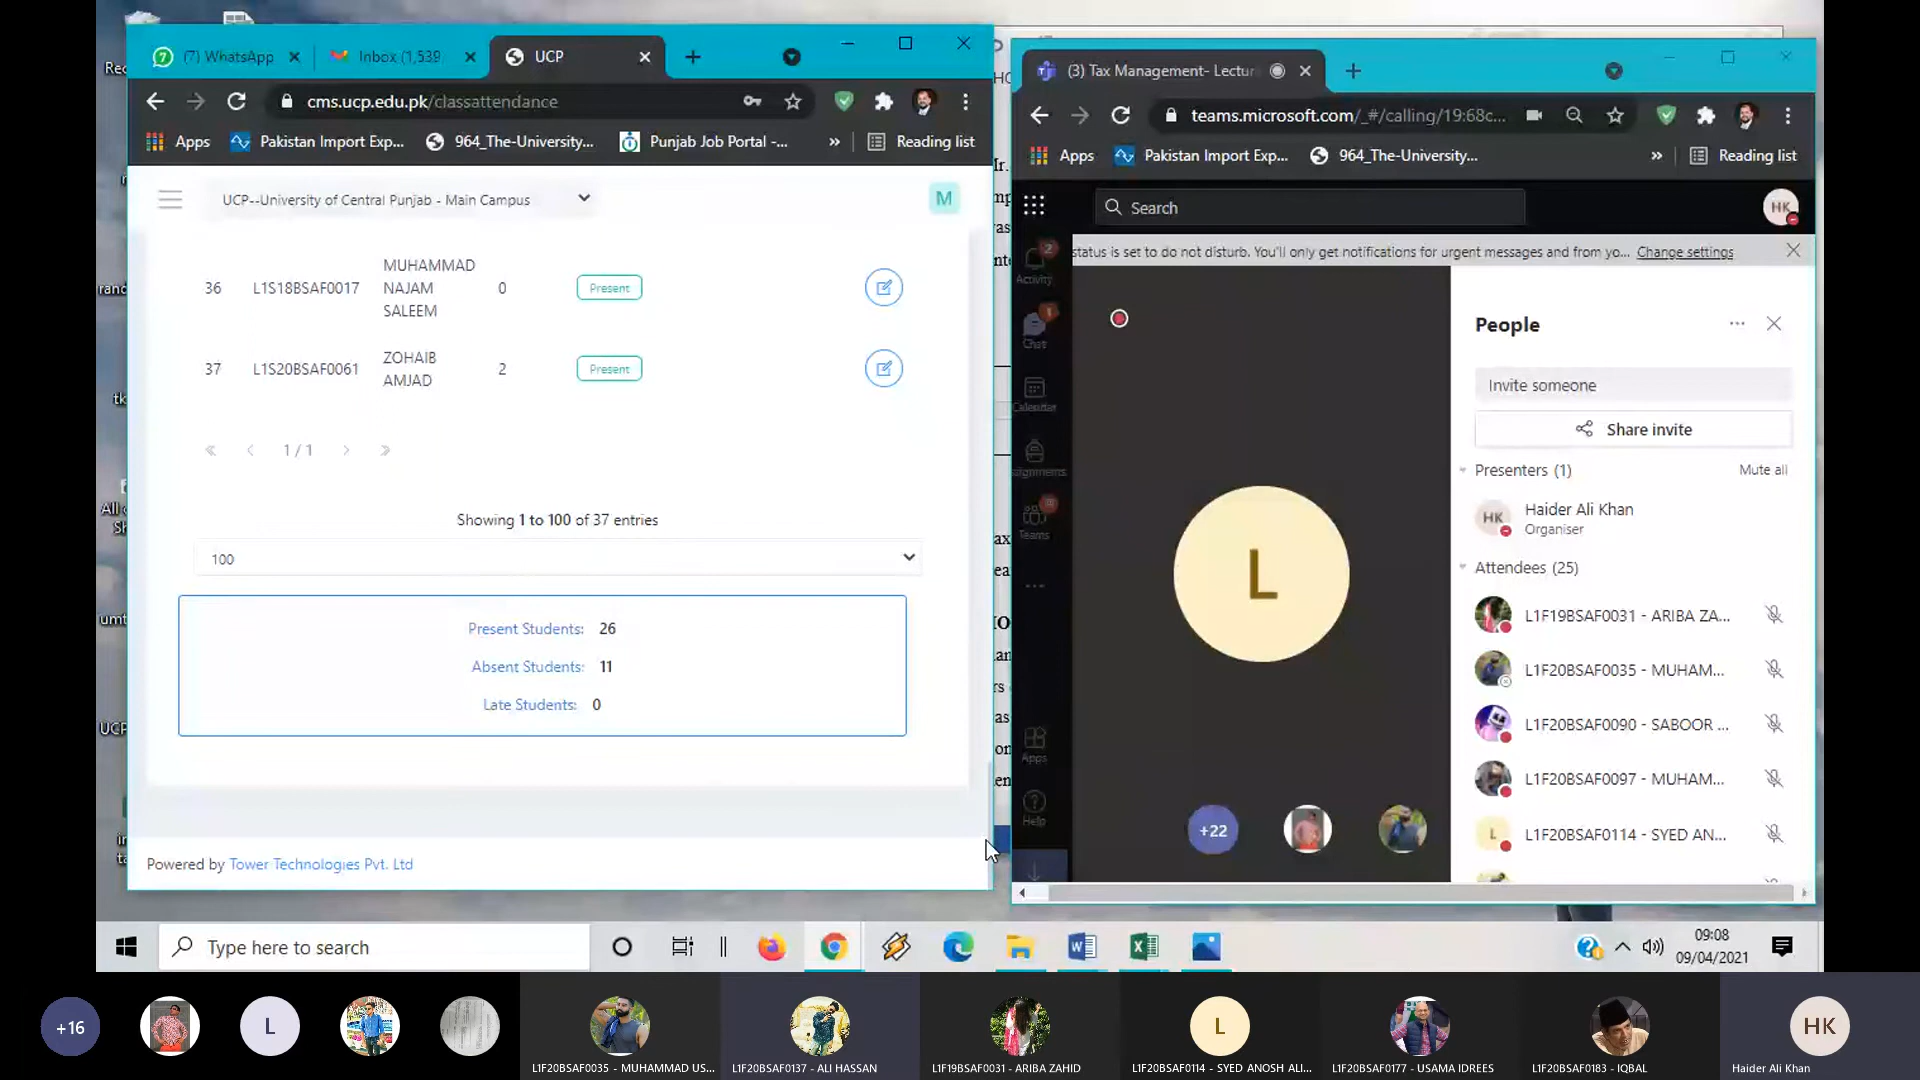 (7) WhatsApp
Inbox (1,539
UCP
cms.ucp.edu.pk/classattendance
Apps
Pakistan Import Exp...
964_The-University...
Punjab Job Portal -...
»
Reading list
UCP--University of Central Punjab - Main Campus
M
36
L1S18BSAF0017
MUHAMMAD
NAJAM
SALEEM
0
Present
37
L1S20BSAF0061
ZOHAIB
AMJAD
2
Present
1 / 1
Showing 1 to 100 of 37 entries
100
Present Students: 26
Absent Students: 11
Late Students: 0
Powered by Tower Technologies Pvt. Ltd
(3) Tax Management- Lectur
teams.microsoft.com/_#/calling/19:68c...
Apps
Pakistan Import Exp...
964_The-University...
»
Reading list
Search
HK
status is set to do not disturb. You'll only get notifications for urgent messages and from yo... Change settings
Activity
Chat
Calendar
Teams
Apps
Help
L
+22
People
Invite someone
Share invite
Presenters (1)
Mute all
HK
Haider Ali Khan
Organiser
Attendees (25)
L1F19BSAF0031 - ARIBA ZA...
L1F20BSAF0035 - MUHAM...
L1F20BSAF0090 - SABOOR ...
L1F20BSAF0097 - MUHAM...
L
L1F20BSAF0114 - SYED AN...
Type here to search
09:08
09/04/2021
+16
L
L1F20BSAF0035 - MUHAMMAD US...
L1F20BSAF0137 - ALI HASSAN
L1F19BSAF0031 - ARIBA ZAHID
L
L1F20BSAF0114 - SYED ANOSH ALI...
L1F20BSAF0177 - USAMA IDREES
L1F20BSAF0183 - IQBAL
HK
Haider Ali Khan